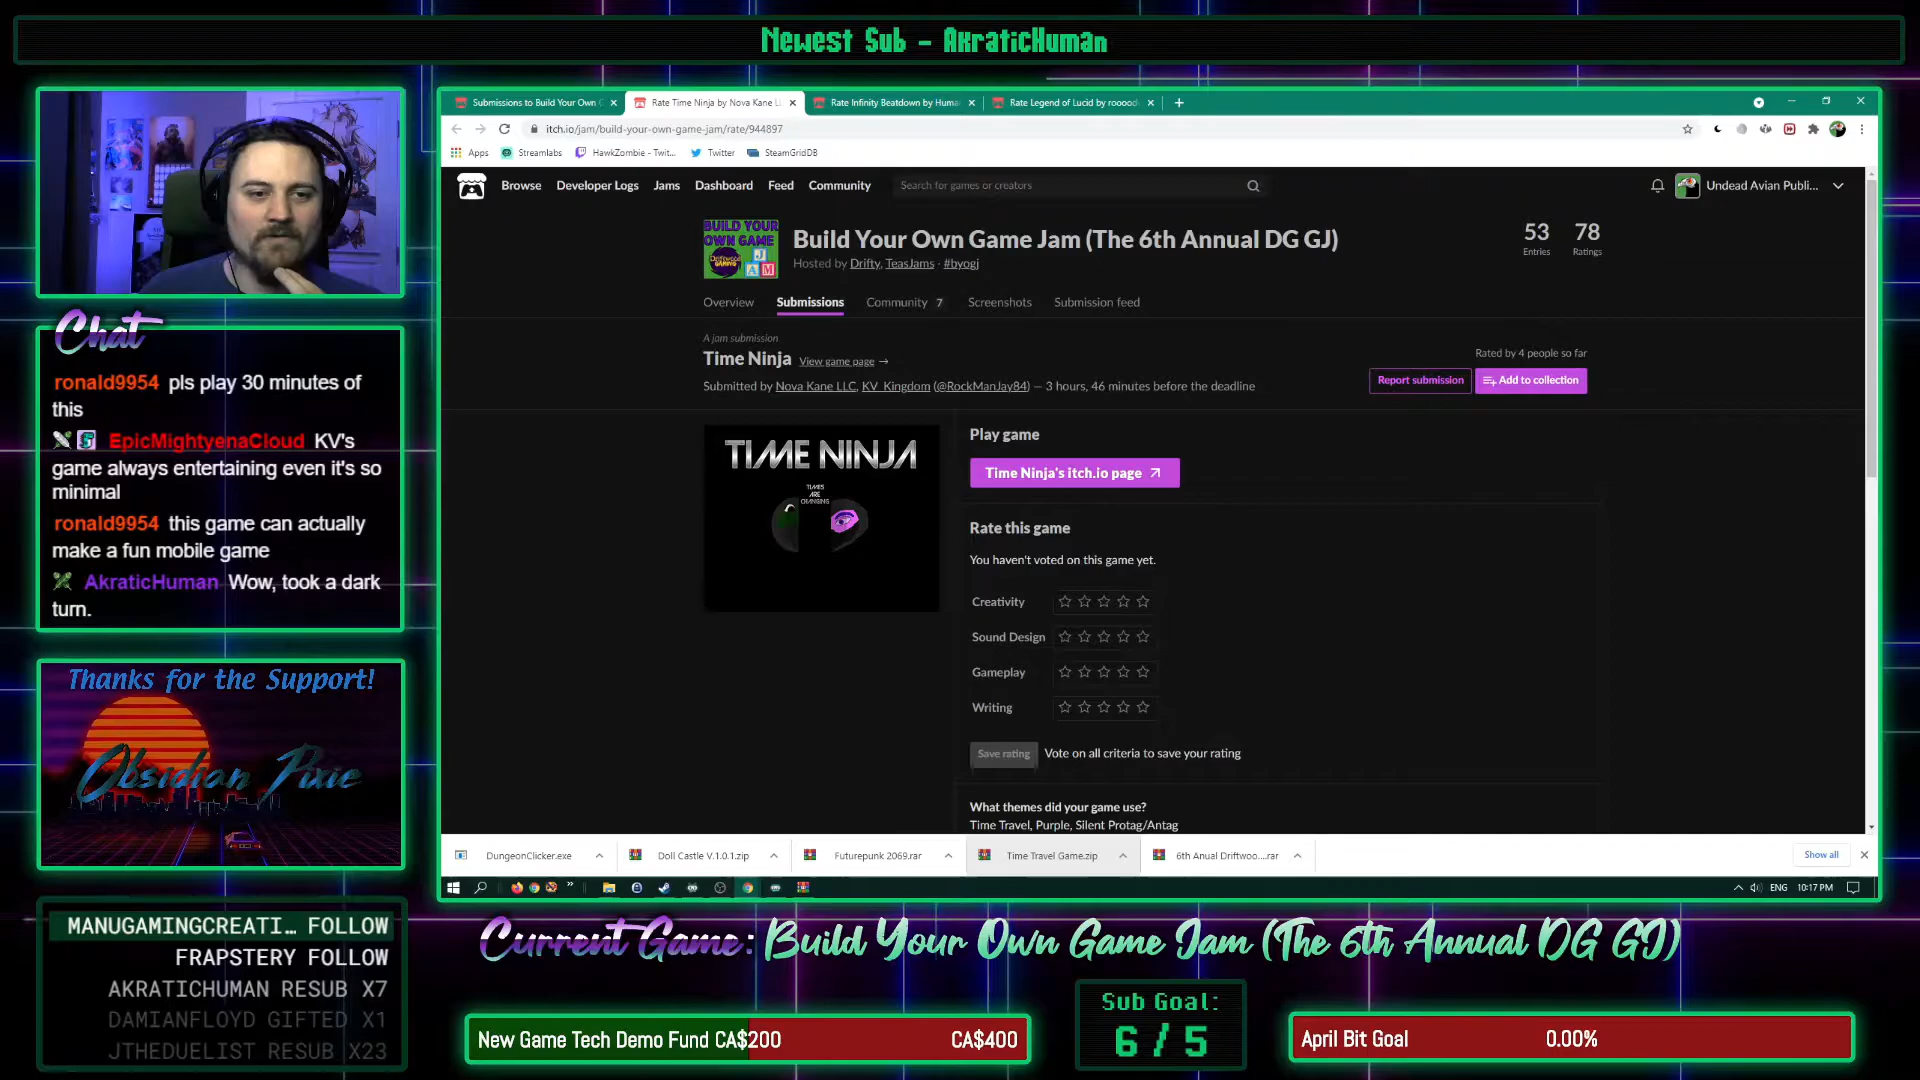 Newest Sub - AkraticHuman
Submissions to Build Your Own G
Rate Time Ninja by Nova Kane LL
Rate Infinity Beatdown by Human
Rate Legend of Lucid by rooood
itch.io/jam/build-your-own-game-jam/rate/944897
Apps
Streamlabs
HawkZombie - Twit...
Twitter
SteamGridDB
Browse
Developer Logs
Jams
Dashboard
Feed
Community
Search for games or creators
Undead Avian Publi...
BUILD YOUR OWN GAME
JAM
Build Your Own Game Jam (The 6th Annual DG GJ)
Hosted by Drifty, TeasJams · #byogj
53
Entries
78
Ratings
Overview
Submissions
Community 7
Screenshots
Submission feed
A jam submission
Time Ninja View game page →
Submitted by Nova Kane LLC, KV_Kingdom (@RockManJay84) — 3 hours, 46 minutes before the deadline
Rated by 4 people so far
Report submission
Add to collection
TIME NINJA
TIMES
ARE
CHANGING
Play game
Time Ninja's itch.io page
Rate this game
You haven't voted on this game yet.
Creativity
Sound Design
Gameplay
Writing
Save rating
Vote on all criteria to save your rating
What themes did your game use?
Time Travel, Purple, Silent Protag/Antag
DungeonClicker.exe
Doll Castle V.1.0.1.zip
Futurepunk 2069.rar
Time Travel Game.zip
6th Anual Driftwoo....rar
Show all
ENG
10:17 PM
Chat
ronald9954 pls play 30 minutes of
this
EpicMightyenaCloud KV's
game always entertaining even it's so
minimal
ronald9954 this game can actually
make a fun mobile game
AkraticHuman Wow, took a dark
turn.
Thanks for the Support!
Obsidian Pixie
MANUGAMINGCREATI… FOLLOW
FRAPSTERY FOLLOW
AKRATICHUMAN RESUB X7
DAMIANFLOYD GIFTED X1
JTHEDUELIST RESUB X23
Current Game: Build Your Own Game Jam (The 6th Annual DG GJ)
New Game Tech Demo Fund CA$200
CA$400
Sub Goal:
6 / 5
April Bit Goal
0.00%